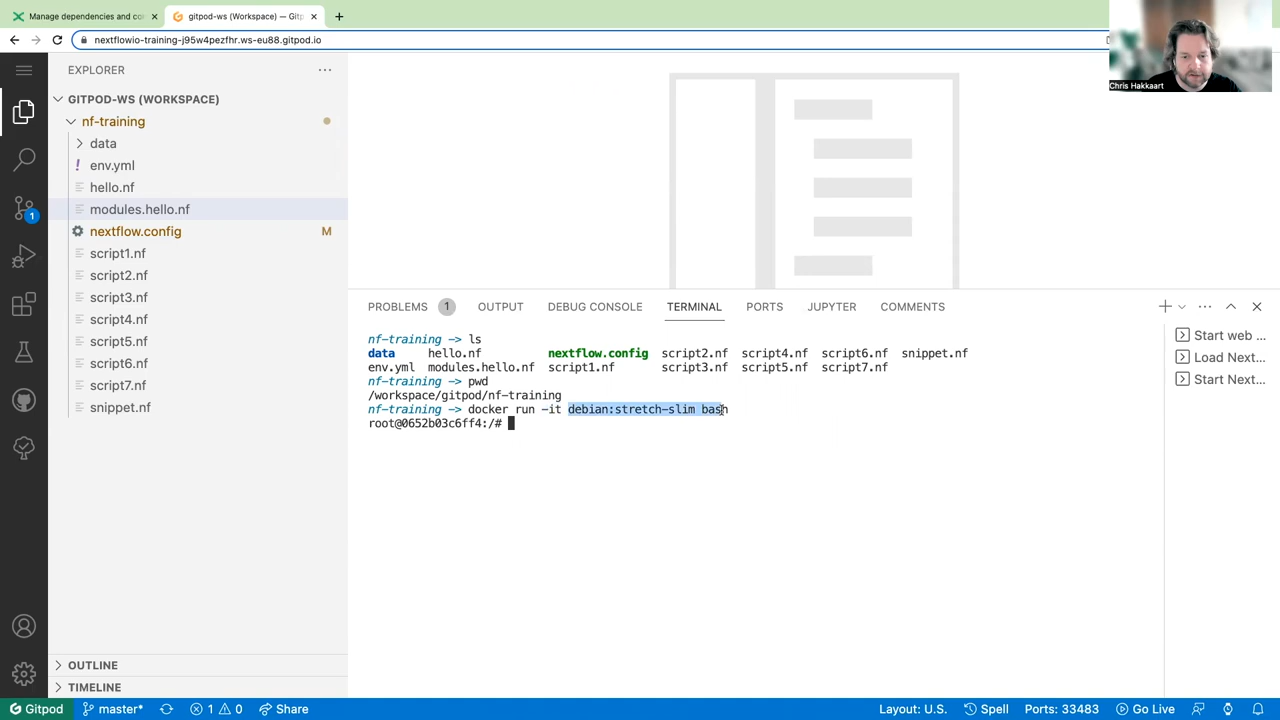 Manage dependencies and co
gitpod-ws (Workspace) — Gitp
nextflowio-training-j95w4pezfhr.ws-eu88.gitpod.io
Chris Hakkaart
EXPLORER
GITPOD-WS (WORKSPACE)
nf-training
data
env.yml
hello.nf
modules.hello.nf
nextflow.config M
script1.nf
script2.nf
script3.nf
script4.nf
script5.nf
script6.nf
script7.nf
snippet.nf
OUTLINE
TIMELINE
1
PROBLEMS 1 OUTPUT DEBUG CONSOLE TERMINAL PORTS JUPYTER COMMENTS
nf-training -> ls
data hello.nf nextflow.config script2.nf script4.nf script6.nf snippet.nf
env.yml modules.hello.nf script1.nf script3.nf script5.nf script7.nf
nf-training -> pwd
/workspace/gitpod/nf-training
nf-training -> docker run -it debian:stretch-slim bash
root@0652b03c6ff4:/#
Start web ...
Load Next...
Start Next...
Gitpod master* 1 0 Share Layout: U.S. Spell Ports: 33483 Go Live